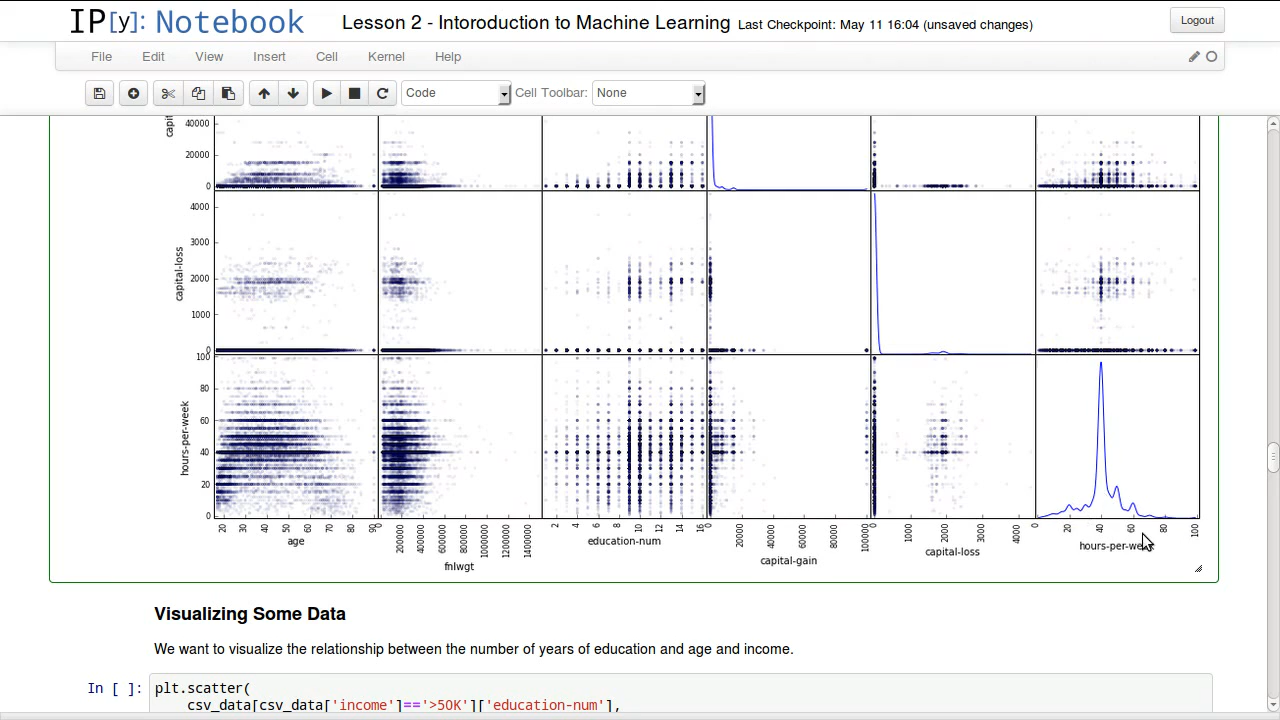 IP[y]: Notebook
Lesson 2 - Intoroduction to Machine Learning Last Checkpoint: May 11 16:04 (unsaved changes)
Logout
File Edit View Insert Cell Kernel Help
Code Cell Toolbar: None
40000
20000
0
4000
3000
2000
1000
0
capital-loss
100
80
60
40
20
0
hours-per-week
20 30 40 50 60 70 80 90
age
0 200000 400000 600000 800000 1000000 1200000 1400000
fnlwgt
2 4 6 8 10 12 14 16
education-num
0 20000 40000 60000 80000 100000
capital-gain
0 1000 2000 3000 4000
capital-loss
0 20 40 60 80 100
Visualizing Some Data
We want to visualize the relationship between the number of years of education and age and income.
In [ ]: plt.scatter(
csv_data[csv_data['income']=='>50K']['education-num'],